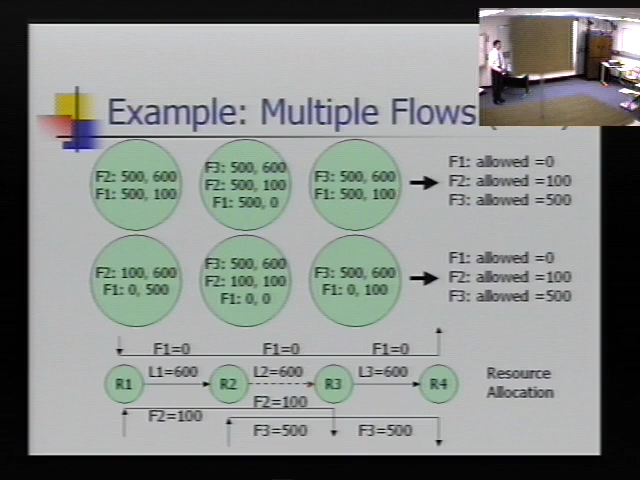 Example: Multiple Flows
F2: 500, 600
F1: 500, 100
F3: 500, 600
F2: 500, 100
F1: 500, 0
F3: 500, 600
F1: 500, 100
F1: allowed =0
F2: allowed =100
F3: allowed =500
F2: 100, 600
F1: 0, 500
F3: 500, 600
F2: 100, 100
F1: 0, 0
F3: 500, 600
F1: 0, 100
F1: allowed =0
F2: allowed =100
F3: allowed =500
F1=0 F1=0 F1=0
L1=600 L2=600 L3=600
R1 R2 R3 R4
Resource
Allocation
F2=100 F2=100
F3=500 F3=500